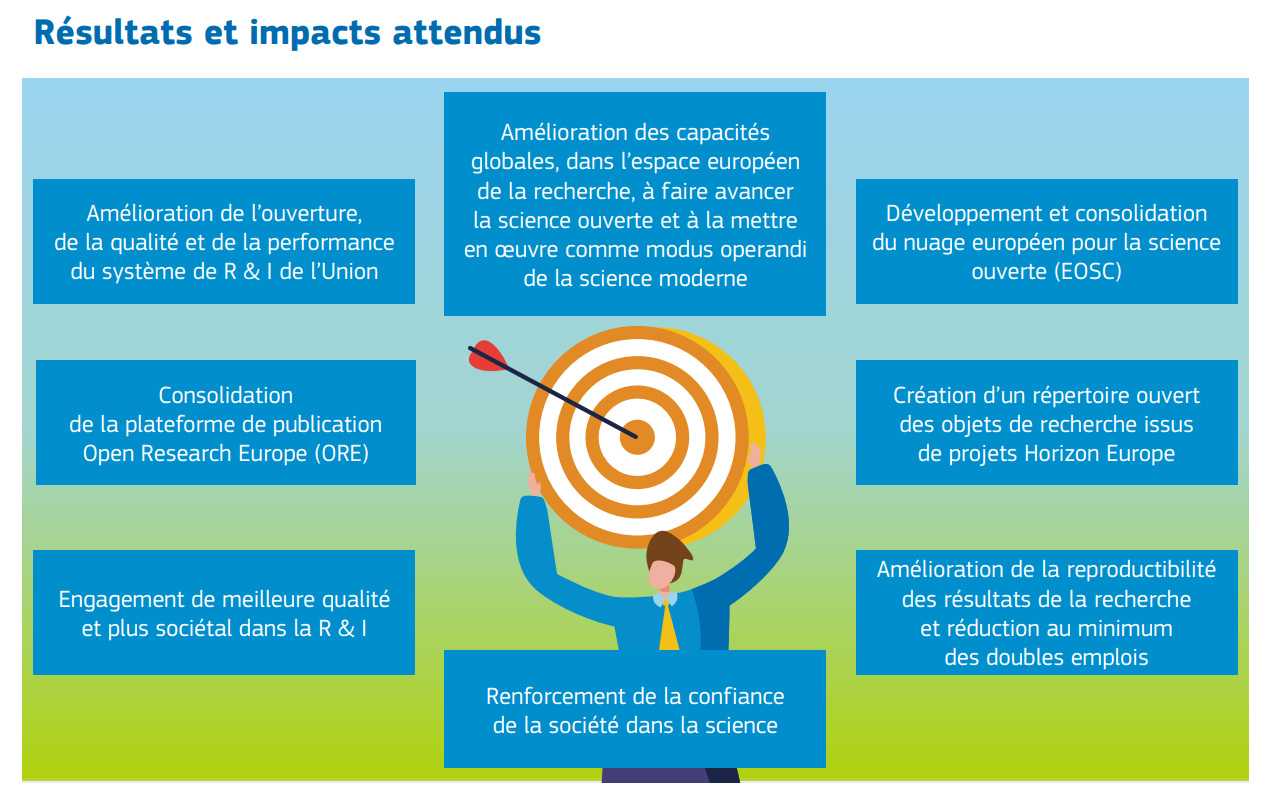 Résultats et impacts attendus
Amélioration des capacités
globales, dans l'espace européen
de la recherche, à faire avancer
la science ouverte et à la mettre
en œuvre comme modus operandi
de la science moderne
Amélioration de l'ouverture,
de la qualité et de la performance
du système de R & I de l'Union
Développement et consolidation
du nuage européen pour la science
ouverte (EOSC)
Consolidation
de la plateforme de publication
Open Research Europe (ORE)
Création d'un répertoire ouvert
des objets de recherche issus
de projets Horizon Europe
Engagement de meilleure qualité
et plus sociétal dans la R & I
Amélioration de la reproductibilité
des résultats de la recherche
et réduction au minimum
des doubles emplois
Renforcement de la confiance
de la société dans la science